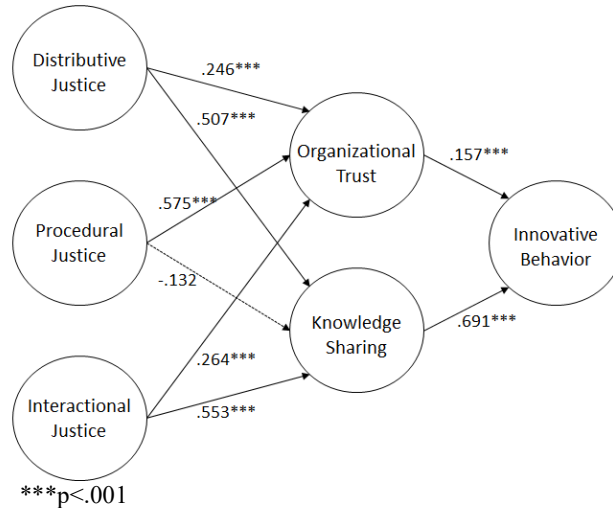 Distributive
Justice
.246***
.507***
Organizational
Trust
.157***
.575***
Procedural
Justice
Innovative
Behavior
-.132
Knowledge
Sharing
.691***
.264***
.553***
Interactional
Justice
***p<.001